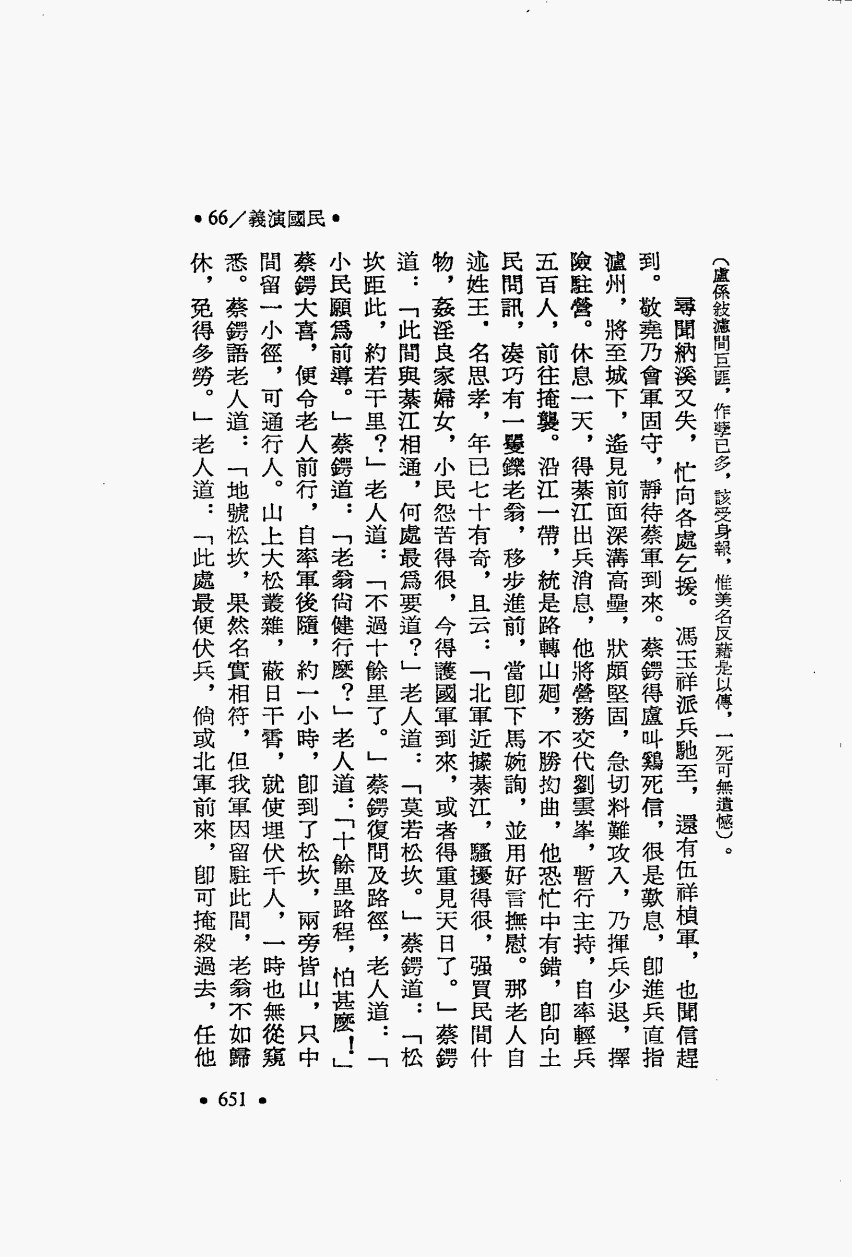 •66／義演國民•
（盧係敍瀘間巨匪，作孽已多，該受身報，惟美名反藉是以傳，一死可無遺憾）。
尋聞納溪又失，忙向各處乞援。馮玉祥派兵馳至，還有伍祥楨軍，也聞信趕
到。敬堯乃會軍固守，靜待蔡軍到來。蔡鍔得盧叫鷄死信，很是歎息，卽進兵直指
瀘州，將至城下，遙見前面深溝高壘，狀頗堅固，急切料難攻入，乃揮兵少退，擇
險駐營。休息一天，得綦江出兵消息，他將營務交代劉雲峯，暫行主持，自率輕兵
五百人，前往掩襲。沿江一帶，統是路轉山廻，不勝抝曲，他恐忙中有錯，卽向土
民問訊，凑巧有一矍鑠老翁，移步進前，當卽下馬婉詢，並用好言撫慰。那老人自
述姓王．名思孝，年已七十有奇，且云：「北軍近據綦江，騷擾得很，强買民間什
物，姦淫良家婦女，小民怨苦得很，今得護國軍到來，或者得重見天日了。」蔡鍔
道：「此間與綦江相通，何處最爲要道？」老人道：「莫若松坎。」蔡鍔道：「松
坎距此，約若干里？」老人道：「不過十餘里了。」蔡鍔復問及路徑，老人道：「
小民願爲前導。」蔡鍔道：「老翁尙健行麼？」老人道：「十餘里路程，怕甚麼！」
蔡鍔大喜，便令老人前行，自率軍後隨，約一小時，卽到了松坎，兩旁皆山，只中
間留一小徑，可通行人。山上大松叢雜，蔽日干霄，就使埋伏千人，一時也無從窺
悉。蔡鍔語老人道：「地號松坎，果然名實相符，但我軍因留駐此間，老翁不如歸
休，免得多勞。」老人道：「此處最便伏兵，倘或北軍前來，卽可掩殺過去，任他
•651•